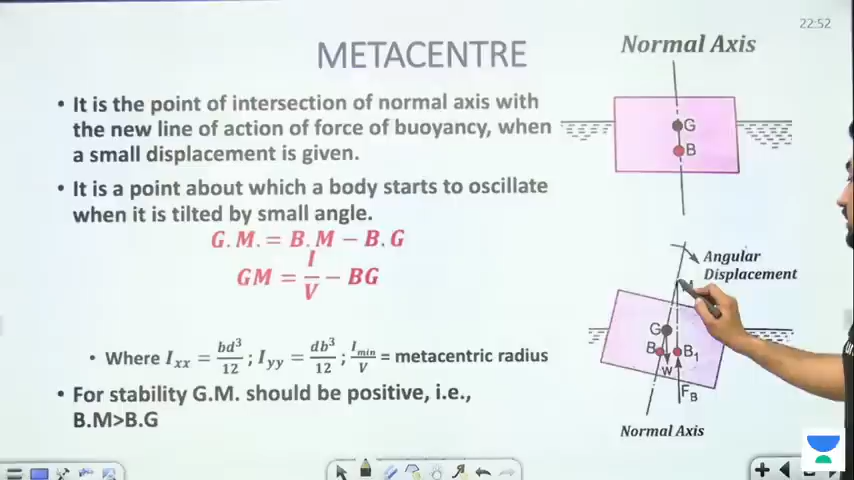 22:52
METACENTRE
Normal Axis
• It is the point of intersection of normal axis with
the new line of action of force of buoyancy, when
a small displacement is given.
• It is a point about which a body starts to oscillate
when it is tilted by small angle.
G.M. = B.M − B.G
GM = I/V − BG
• Where Ixx = bd³/12 ; Iyy = db³/12 ; Imin/V = metacentric radius
• For stability G.M. should be positive, i.e.,
B.M>B.G
G
B
Angular
Displacement
G
B
B₁
W
F_B
Normal Axis